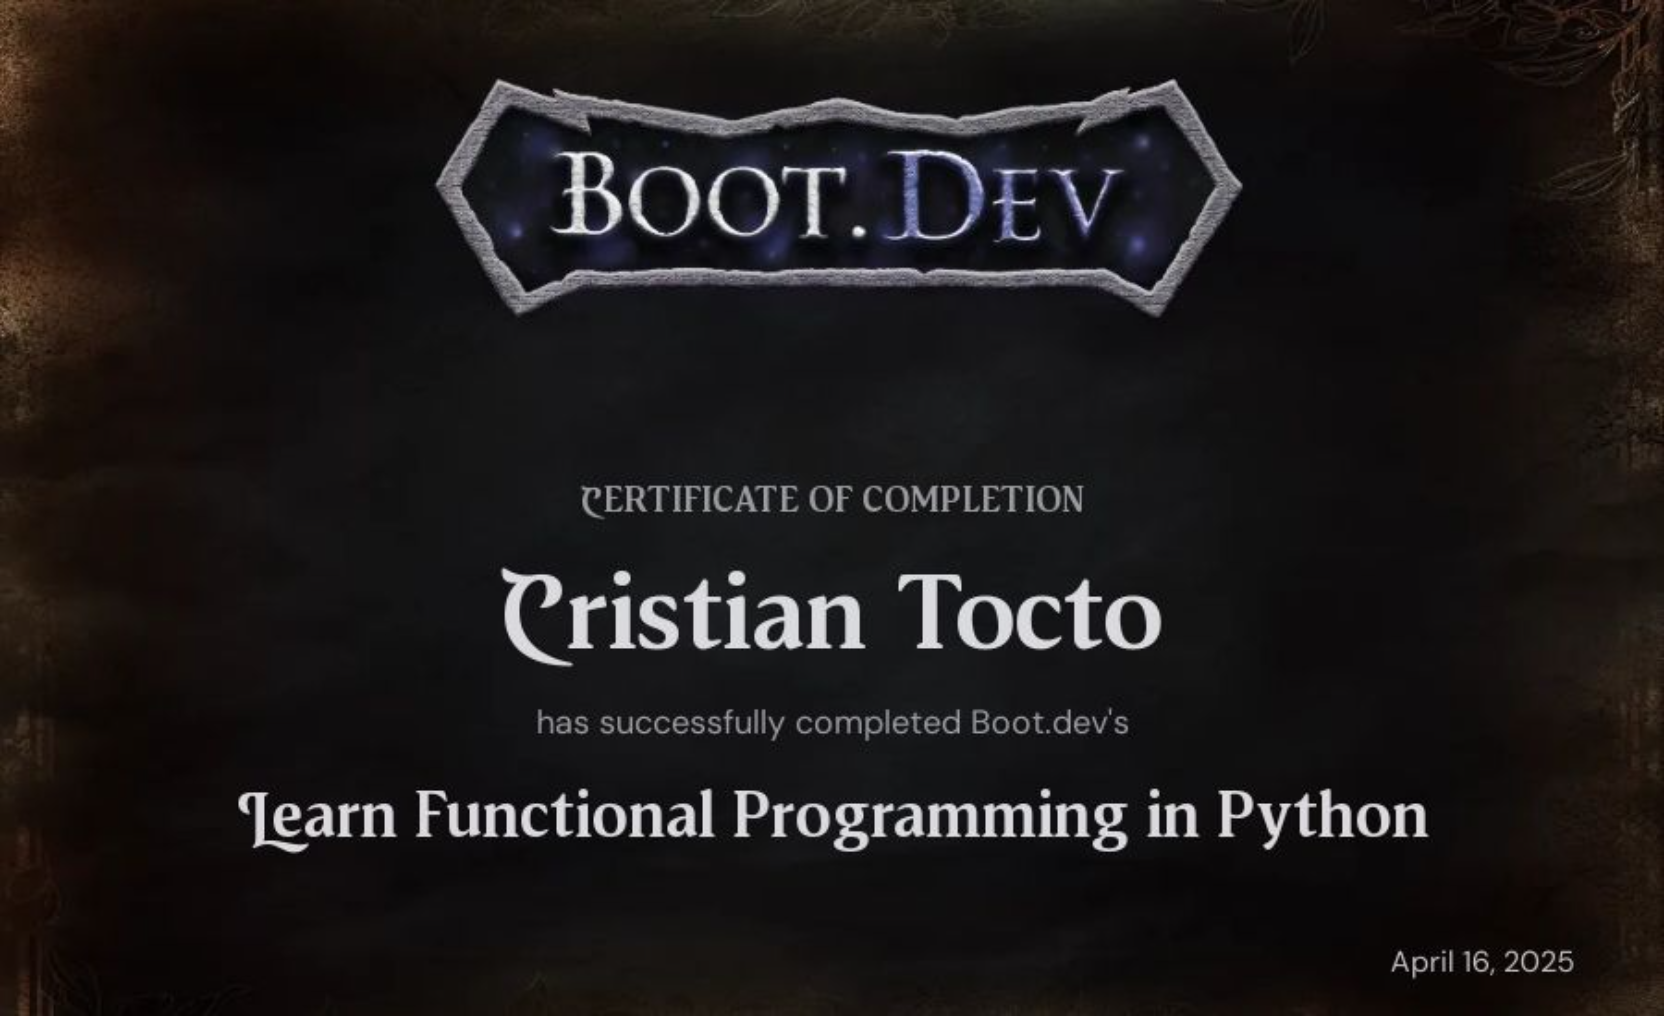 BOOT.DEV
CERTIFICATE OF COMPLETION
Cristian Tocto
has successfully completed Boot.dev's
Learn Functional Programming in Python
April 16, 2025